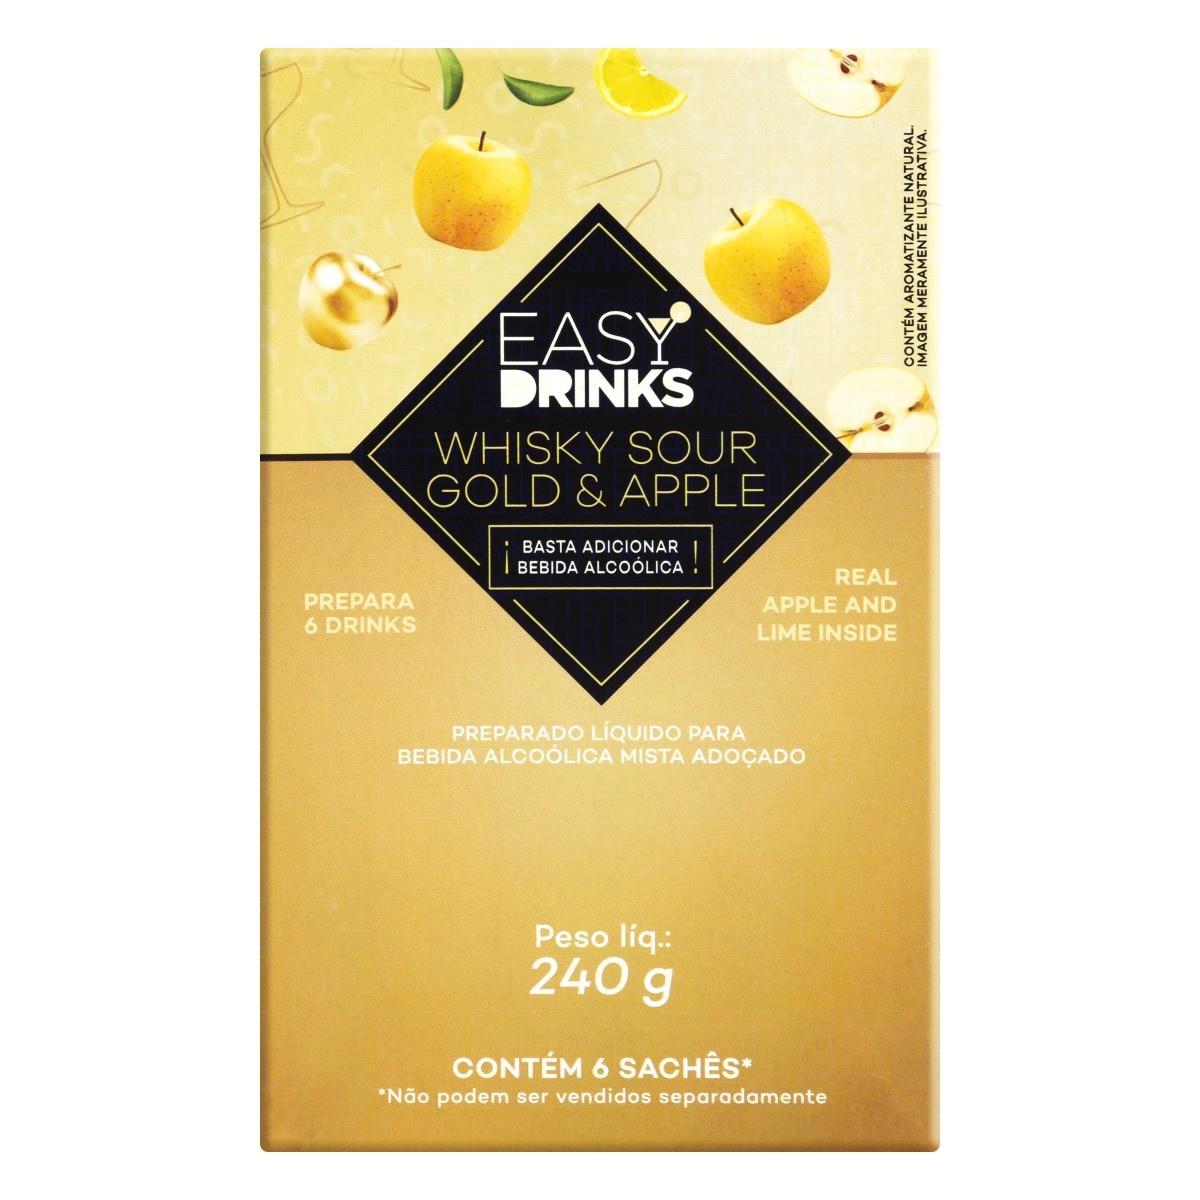 CONTÉM AROMATIZANTE NATURAL.
IMAGEM MERAMENTE ILUSTRATIVA.
EASY
DRINKS
WHISKY SOUR
GOLD & APPLE
¡ BASTA ADICIONAR
BEBIDA ALCOÓLICA !
PREPARA
6 DRINKS
REAL
APPLE AND
LIME INSIDE
PREPARADO LÍQUIDO PARA
BEBIDA ALCOÓLICA MISTA ADOÇADO
Peso líq.:
240 g
CONTÉM 6 SACHÊS*
*Não podem ser vendidos separadamente